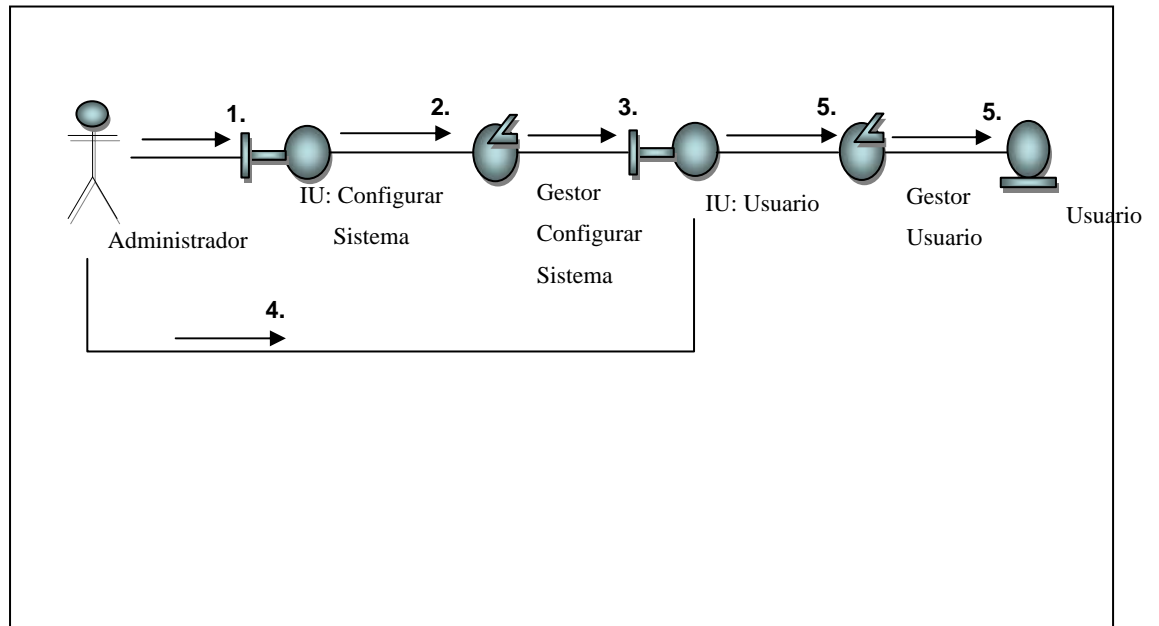 1.
2.
3.
5.
5.
IU: Configurar
Sistema
Gestor
Configurar
Sistema
IU: Usuario
Gestor
Usuario
Usuario
Administrador
4.